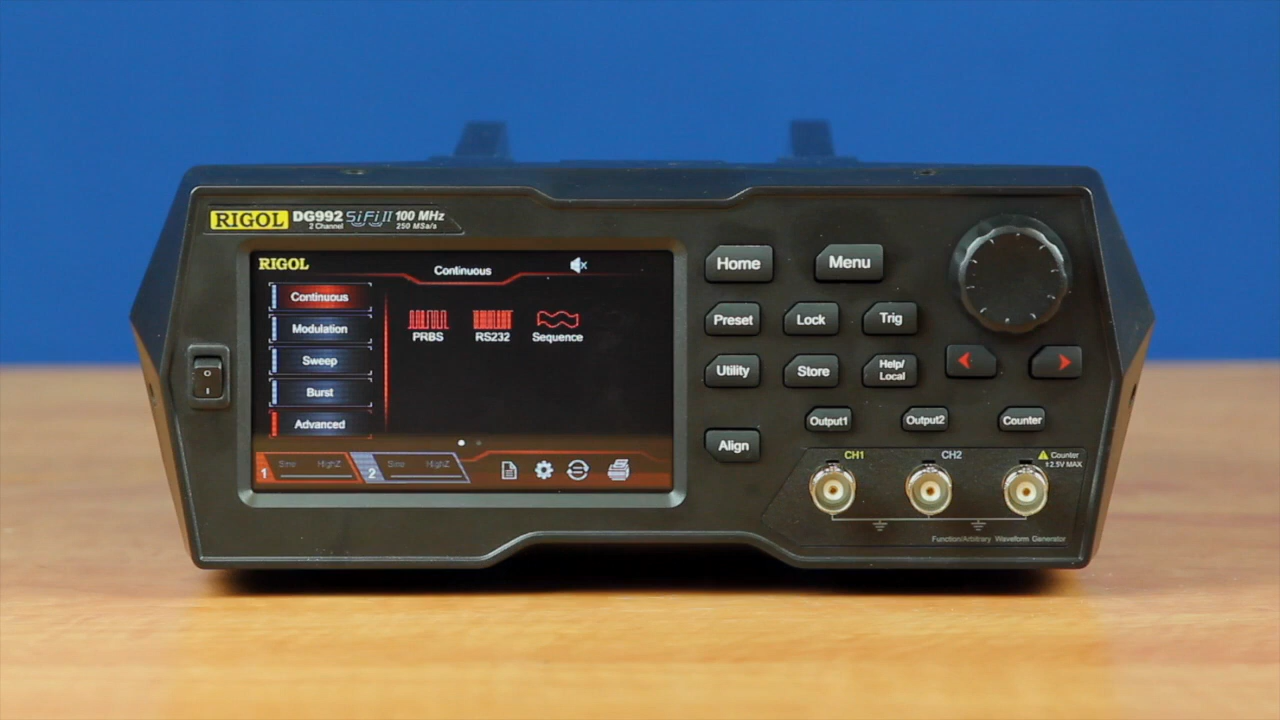 RIGOL DG992 SiFi II 100 MHz
2 Channel 250 MSa/s
RIGOL
Continuous
Continuous
Modulation
Sweep
Burst
Advanced
PRBS RS232 Sequence
1 Sine HighZ 2 Sine HighZ
Home Menu
Preset Lock Trig
Utility Store Help/
Local
Output1 Output2 Counter
Align
CH1 CH2 Counter
±2.5V MAX
Function/Arbitrary Waveform Generator
O
I